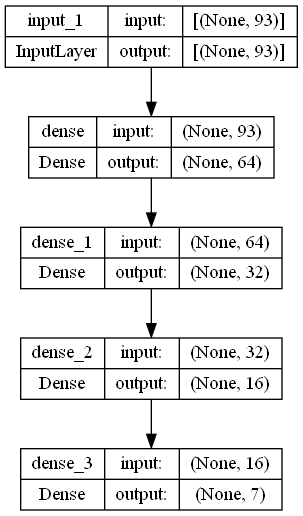 input_1 input: [(None, 93)]
InputLayer output: [(None, 93)]
dense input: (None, 93)
Dense output: (None, 64)
dense_1 input: (None, 64)
Dense output: (None, 32)
dense_2 input: (None, 32)
Dense output: (None, 16)
dense_3 input: (None, 16)
Dense output: (None, 7)